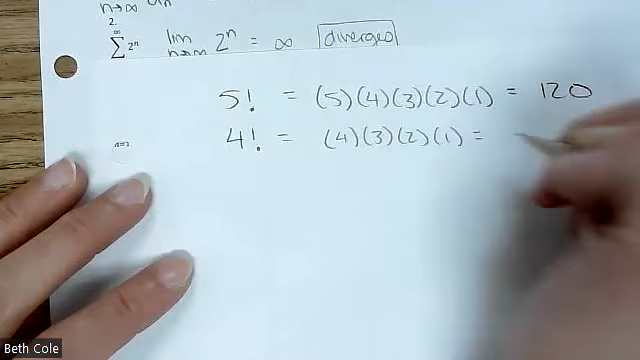 n→∞
2.
∞
∑ 2ⁿ lim n→∞ 2ⁿ = ∞ diverges
5! = (5)(4)(3)(2)(1) = 120
4! = (4)(3)(2)(1) =
Beth Cole